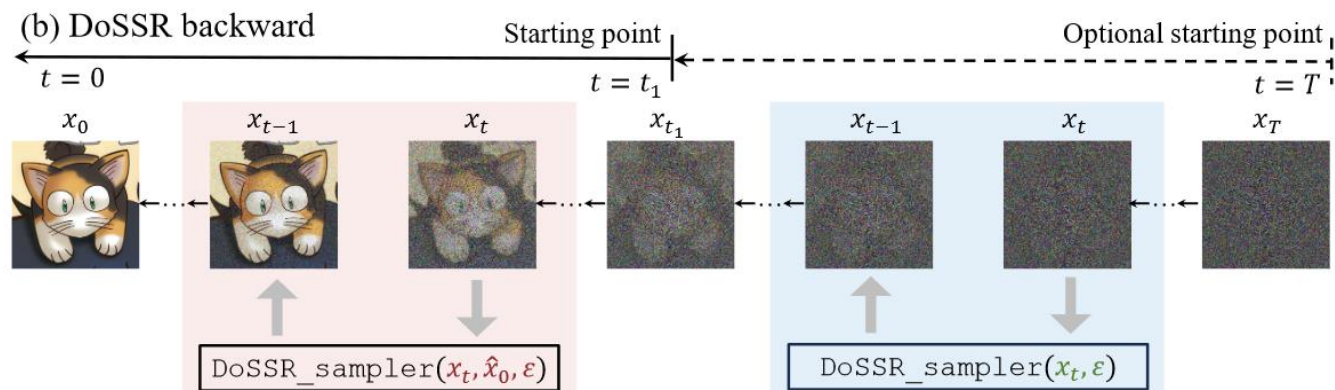 (b) DoSSR backward
Starting point
Optional starting point
t = 0
t = t₁
t = T
x₀
xₜ₋₁
xₜ
xₜ₁
xₜ₋₁
xₜ
x_T
DoSSR_sampler(xₜ, x̂₀, ε)
DoSSR_sampler(xₜ, ε)